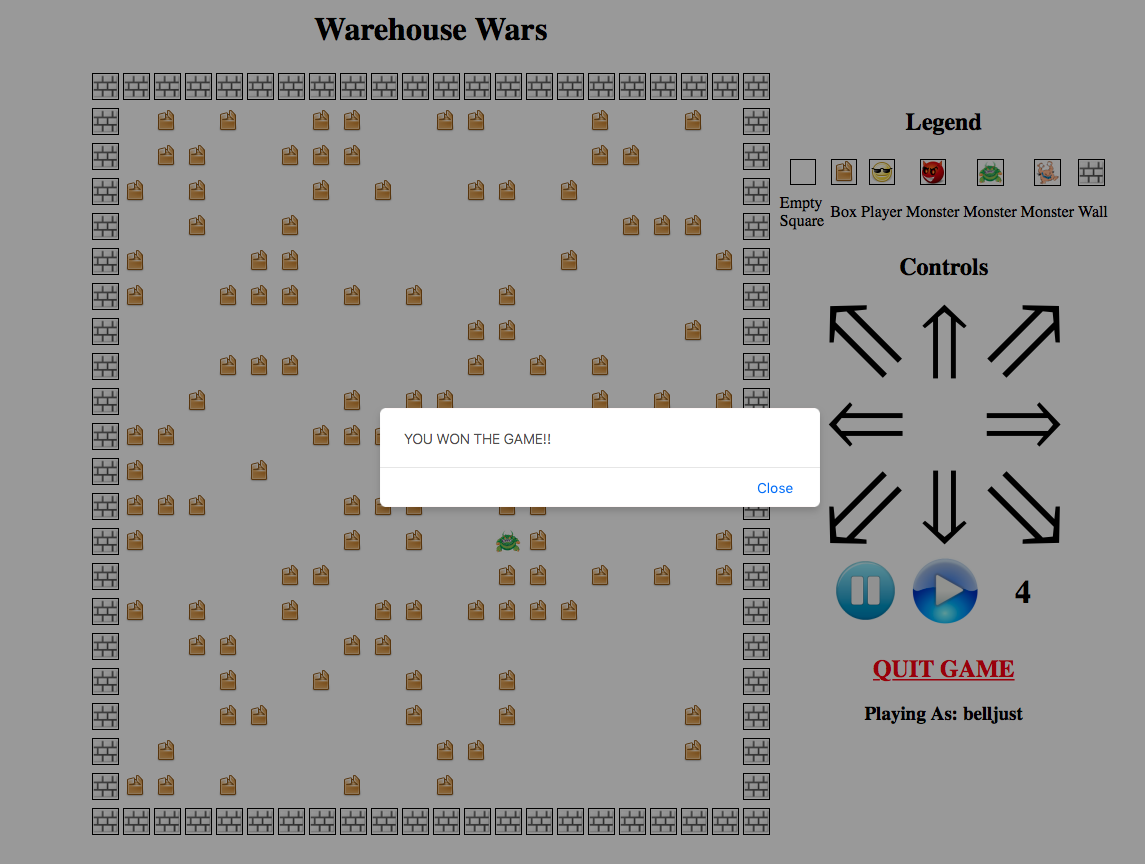 Warehouse Wars
Legend
Empty
Square
Box Player Monster Monster Monster Wall
Controls
YOU WON THE GAME!!
Close
4
QUIT GAME
Playing As: belljust